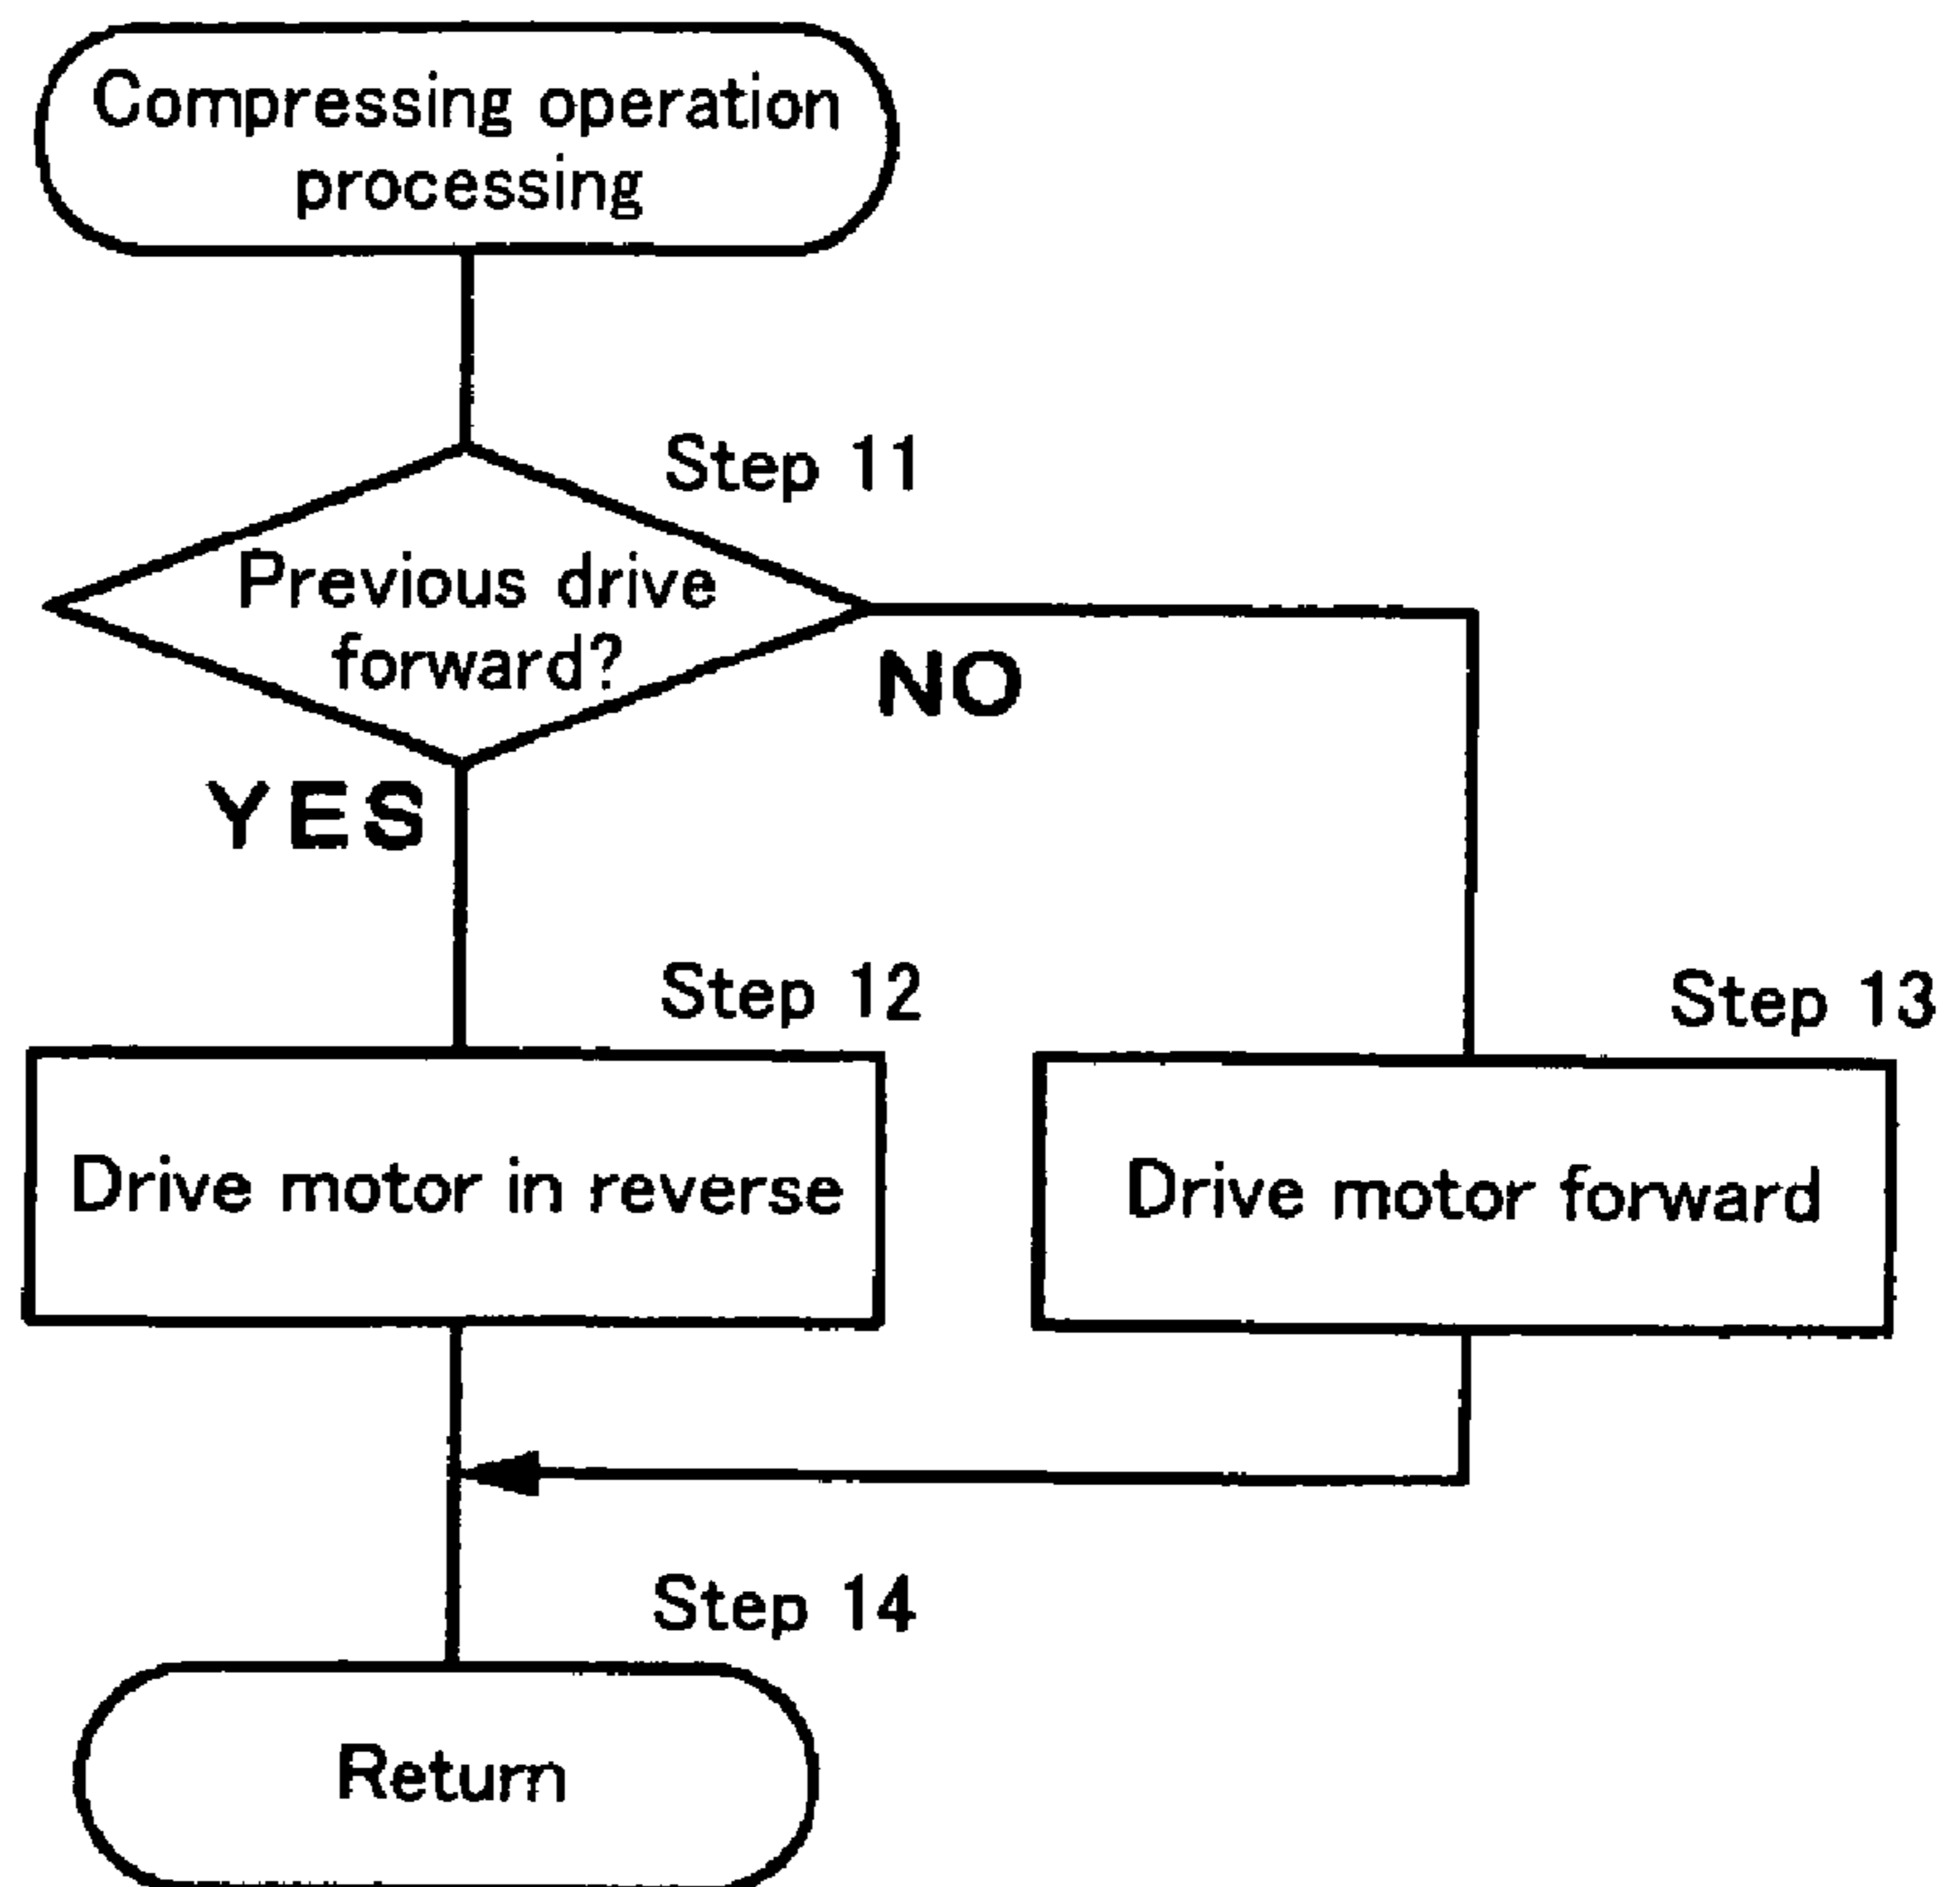 Compressing operation
processing
Step 11
Previous drive
forward?
NO
YES
Step 12
Step 13
Drive motor in reverse
Drive motor forward
Step 14
Return